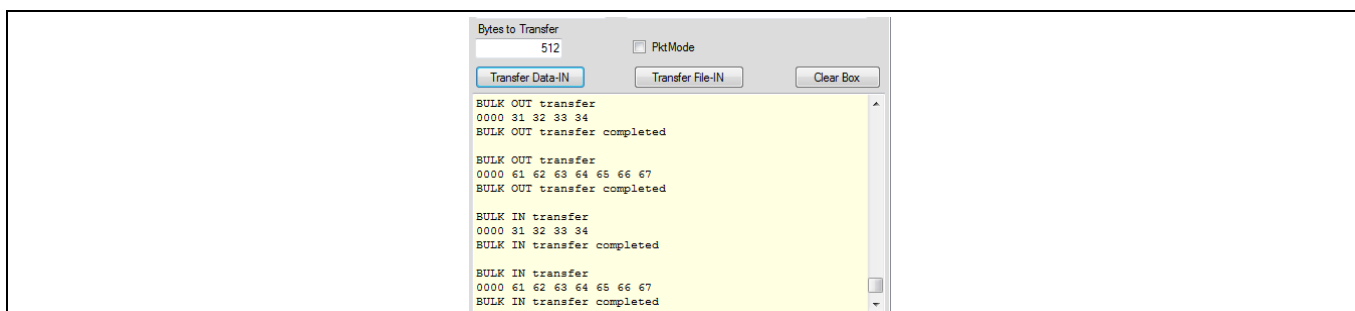 Bytes to Transfer
512
PktMode
Transfer Data-IN
Transfer File-IN
Clear Box
BULK OUT transfer
0000 31 32 33 34
BULK OUT transfer completed
BULK OUT transfer
0000 61 62 63 64 65 66 67
BULK OUT transfer completed
BULK IN transfer
0000 31 32 33 34
BULK IN transfer completed
BULK IN transfer
0000 61 62 63 64 65 66 67
BULK IN transfer completed